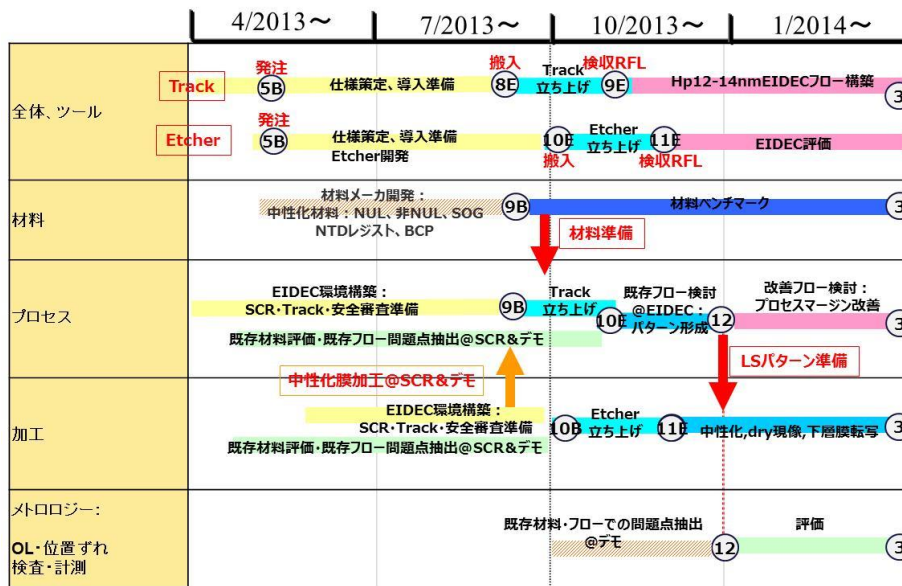 4/2013～ 7/2013～ 10/2013～ 1/2014～
全体、ツール
Track
発注
5B
仕様策定、導入準備
搬入
8E
Track
立ち上げ
検収RFL
9E
Hp12-14nmEIDECフロー構築
3
Etcher
発注
5B
仕様策定、導入準備
Etcher開発
10E
搬入
Etcher
立ち上げ
11E
検収RFL
EIDEC評価
3
材料
材料メーカ開発：
中性化材料：NUL、非NUL、SOG
NTDレジスト、BCP
9B
材料ベンチマーク
3
材料準備
プロセス
EIDEC環境構築：
SCR・Track・安全審査準備
9B
Track
立ち上げ
10E
既存フロー検討
@EIDEC：
パターン形成
12
改善フロー検討：
プロセスマージン改善
3
既存材料評価・既存フロー問題点抽出@SCR&デモ
LSパターン準備
中性化膜加工@SCR&デモ
加工
EIDEC環境構築：
SCR・Track・安全審査準備
10B
Etcher
立ち上げ
11E
中性化,dry現像,下層膜転写
3
既存材料評価・既存フロー問題点抽出@SCR&デモ
メトロロジー：
OL・位置ずれ
検査・計測
既存材料・フローでの問題点抽出
@デモ
12
評価
3